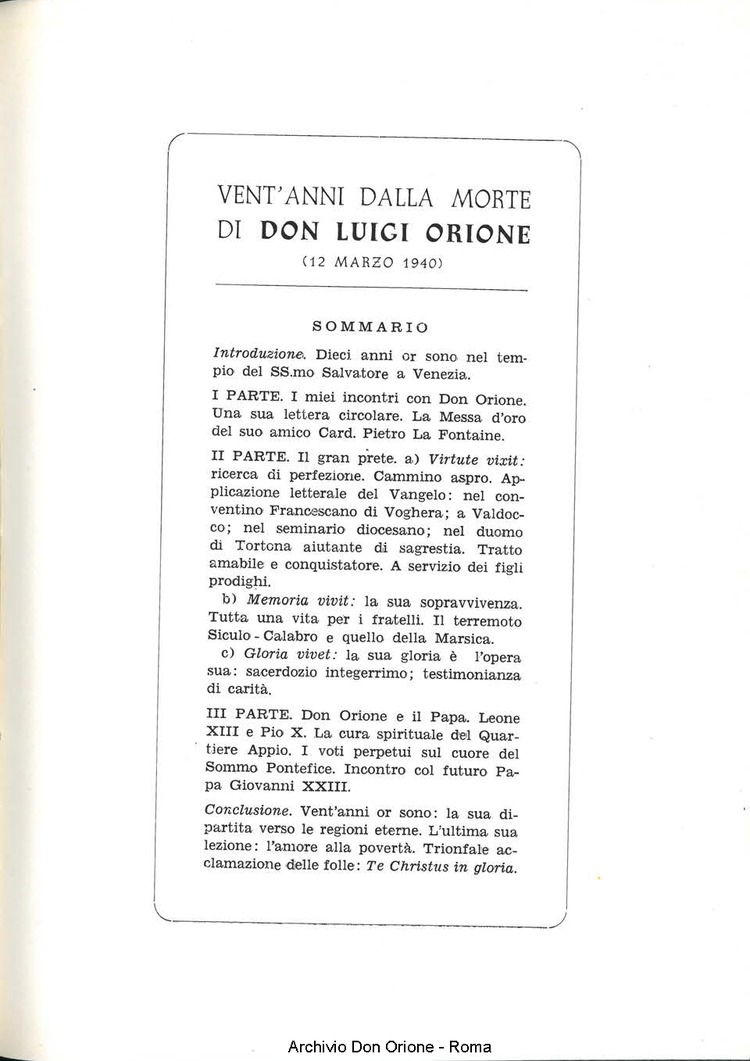 VENT'ANNI DALLA MORTE
DI DON LUIGI ORIONE
(12 MARZO 1940)
SOMMARIO
Introduzione. Dieci anni or sono nel tem-
pio del SS.mo Salvatore a Venezia.
I PARTE. I miei incontri con Don Orione.
Una sua lettera circolare. La Messa d'oro
del suo amico Card. Pietro La Fontaine.
II PARTE. Il gran prete. a) Virtute vixit:
ricerca di perfezione. Cammino aspro. Ap-
plicazione letterale del Vangelo: nel con-
ventino Francescano di Voghera; a Valdoc-
co; nel seminario diocesano; nel duomo
di Tortona aiutante di sagrestia. Tratto
amabile e conquistatore. A servizio dei figli
prodighi.
b) Memoria vivit: la sua sopravvivenza.
Tutta una vita per i fratelli. Il terremoto
Siculo - Calabro e quello della Marsica.
c) Gloria vivet: la sua gloria è l'opera
sua: sacerdozio integerrimo; testimonianza
di carità.
III PARTE. Don Orione e il Papa. Leone
XIII e Pio X. La cura spirituale del Quar-
tiere Appio. I voti perpetui sul cuore del
Sommo Pontefice. Incontro col futuro Pa-
pa Giovanni XXIII.
Conclusione. Vent'anni or sono: la sua di-
partita verso le regioni eterne. L'ultima sua
lezione: l'amore alla povertà. Trionfale ac-
clamazione delle folle: Te Christus in gloria.
Archivio Don Orione - Roma